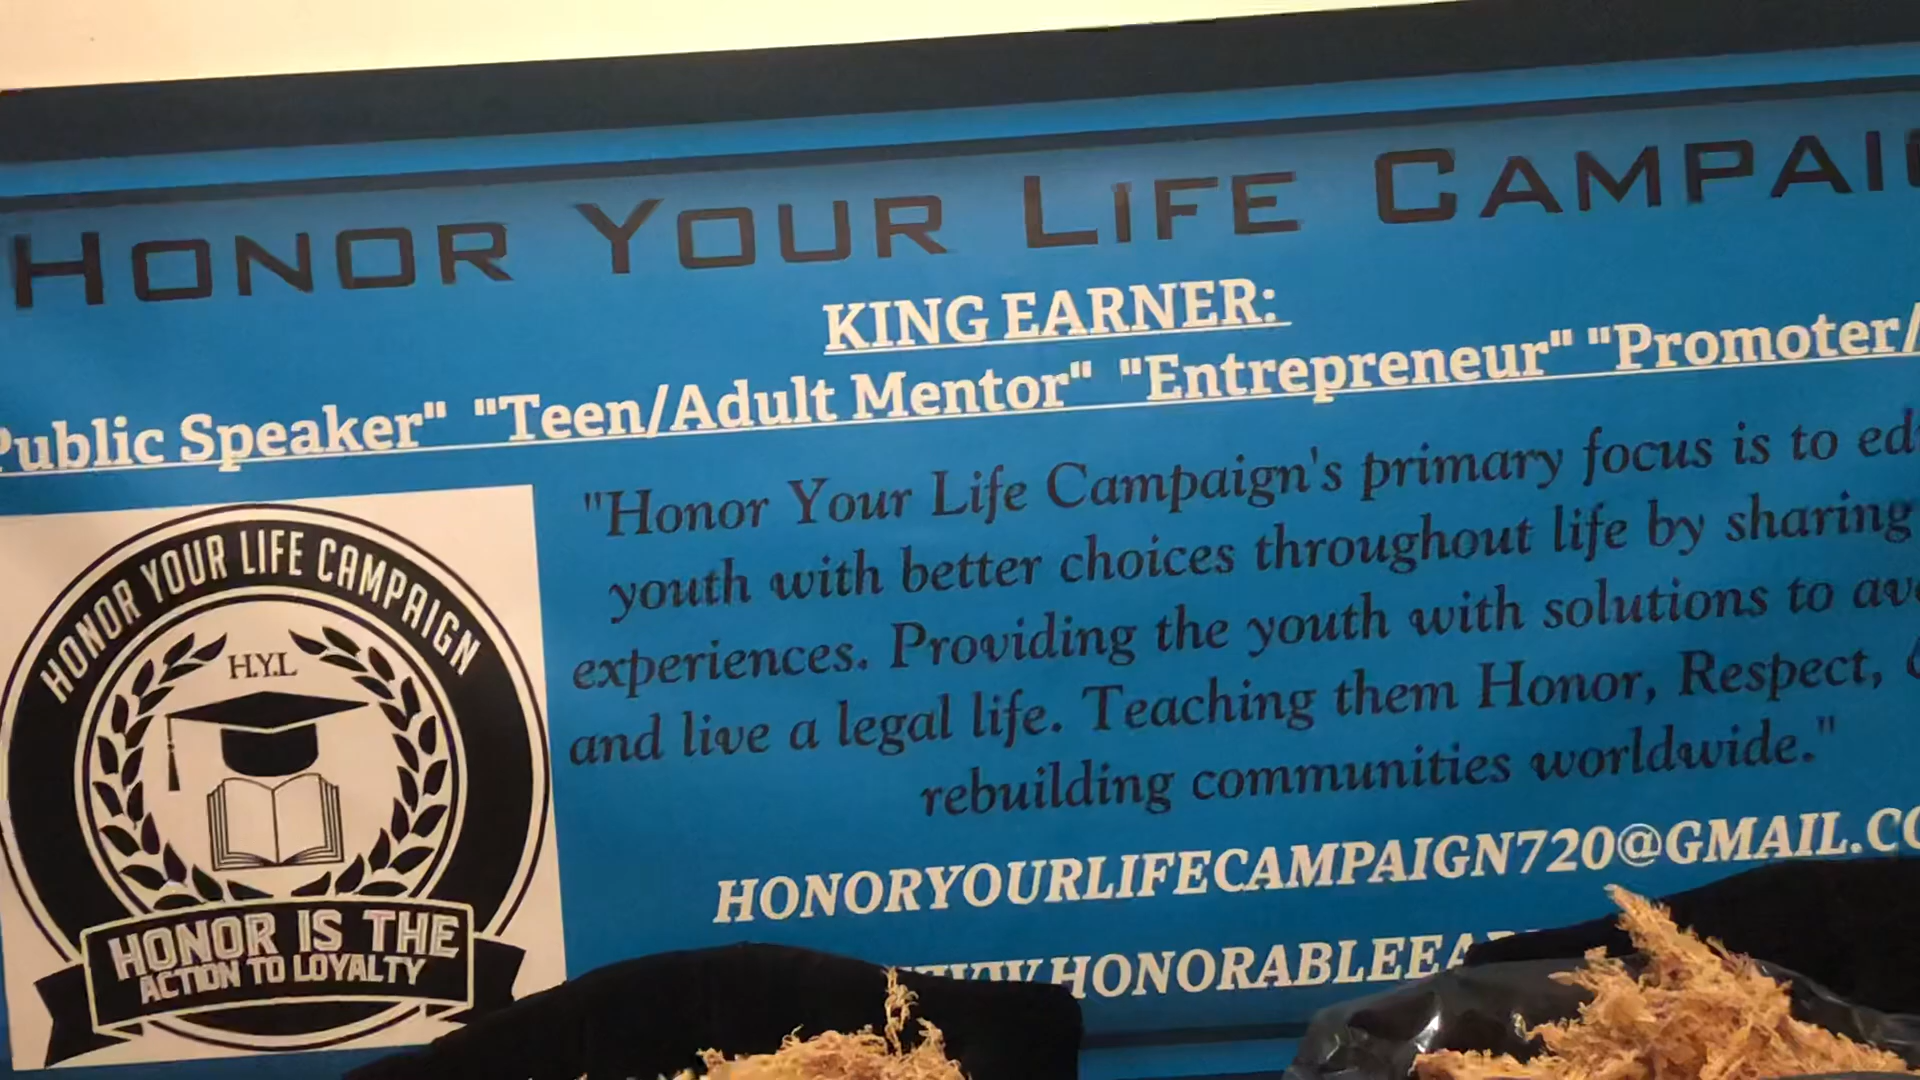 HONOR YOUR LIFE CAMPAI
KING EARNER:
Public Speaker" "Teen/Adult Mentor" "Entrepreneur" "Promoter/
"Honor Your Life Campaign's primary focus is to ed
youth with better choices throughout life by sharing
experiences. Providing the youth with solutions to av
and live a legal life. Teaching them Honor, Respect,
rebuilding communities worldwide."
HONORYOURLIFECAMPAIGN720@GMAIL.CO
WWW.HONORABLEEA
HONOR YOUR LIFE CAMPAIGN
H.Y.L
HONOR IS THE
ACTION TO LOYALTY